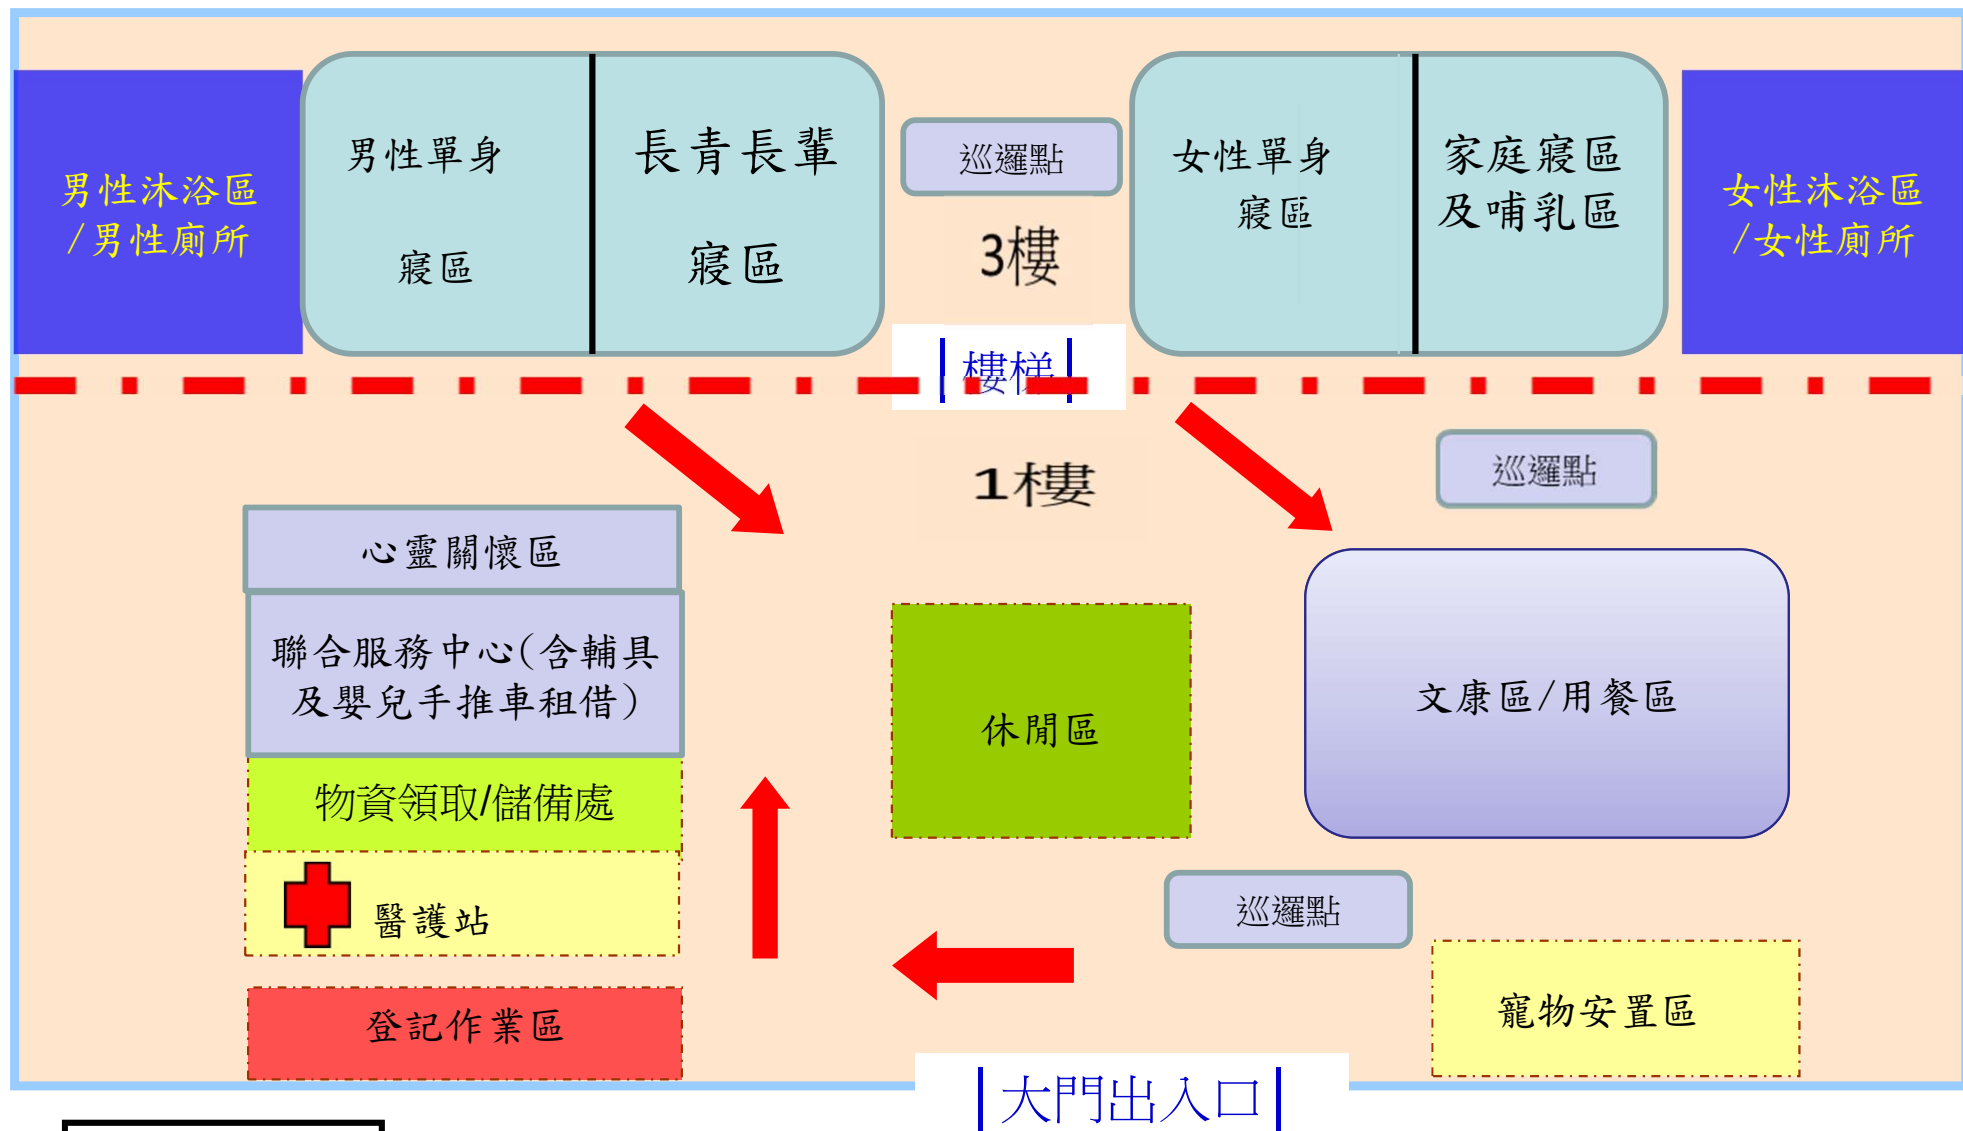 男性沐浴區
/男性廁所
男性單身
寢區
長青長輩
寢區
巡邏點
3樓
女性單身
寢區
家庭寢區
及哺乳區
女性沐浴區
/女性廁所
樓梯
1樓
巡邏點
心靈關懷區
聯合服務中心(含輔具
及嬰兒手推車租借)
物資領取/儲備處
醫護站
登記作業區
休閒區
文康區/用餐區
巡邏點
寵物安置區
大門出入口